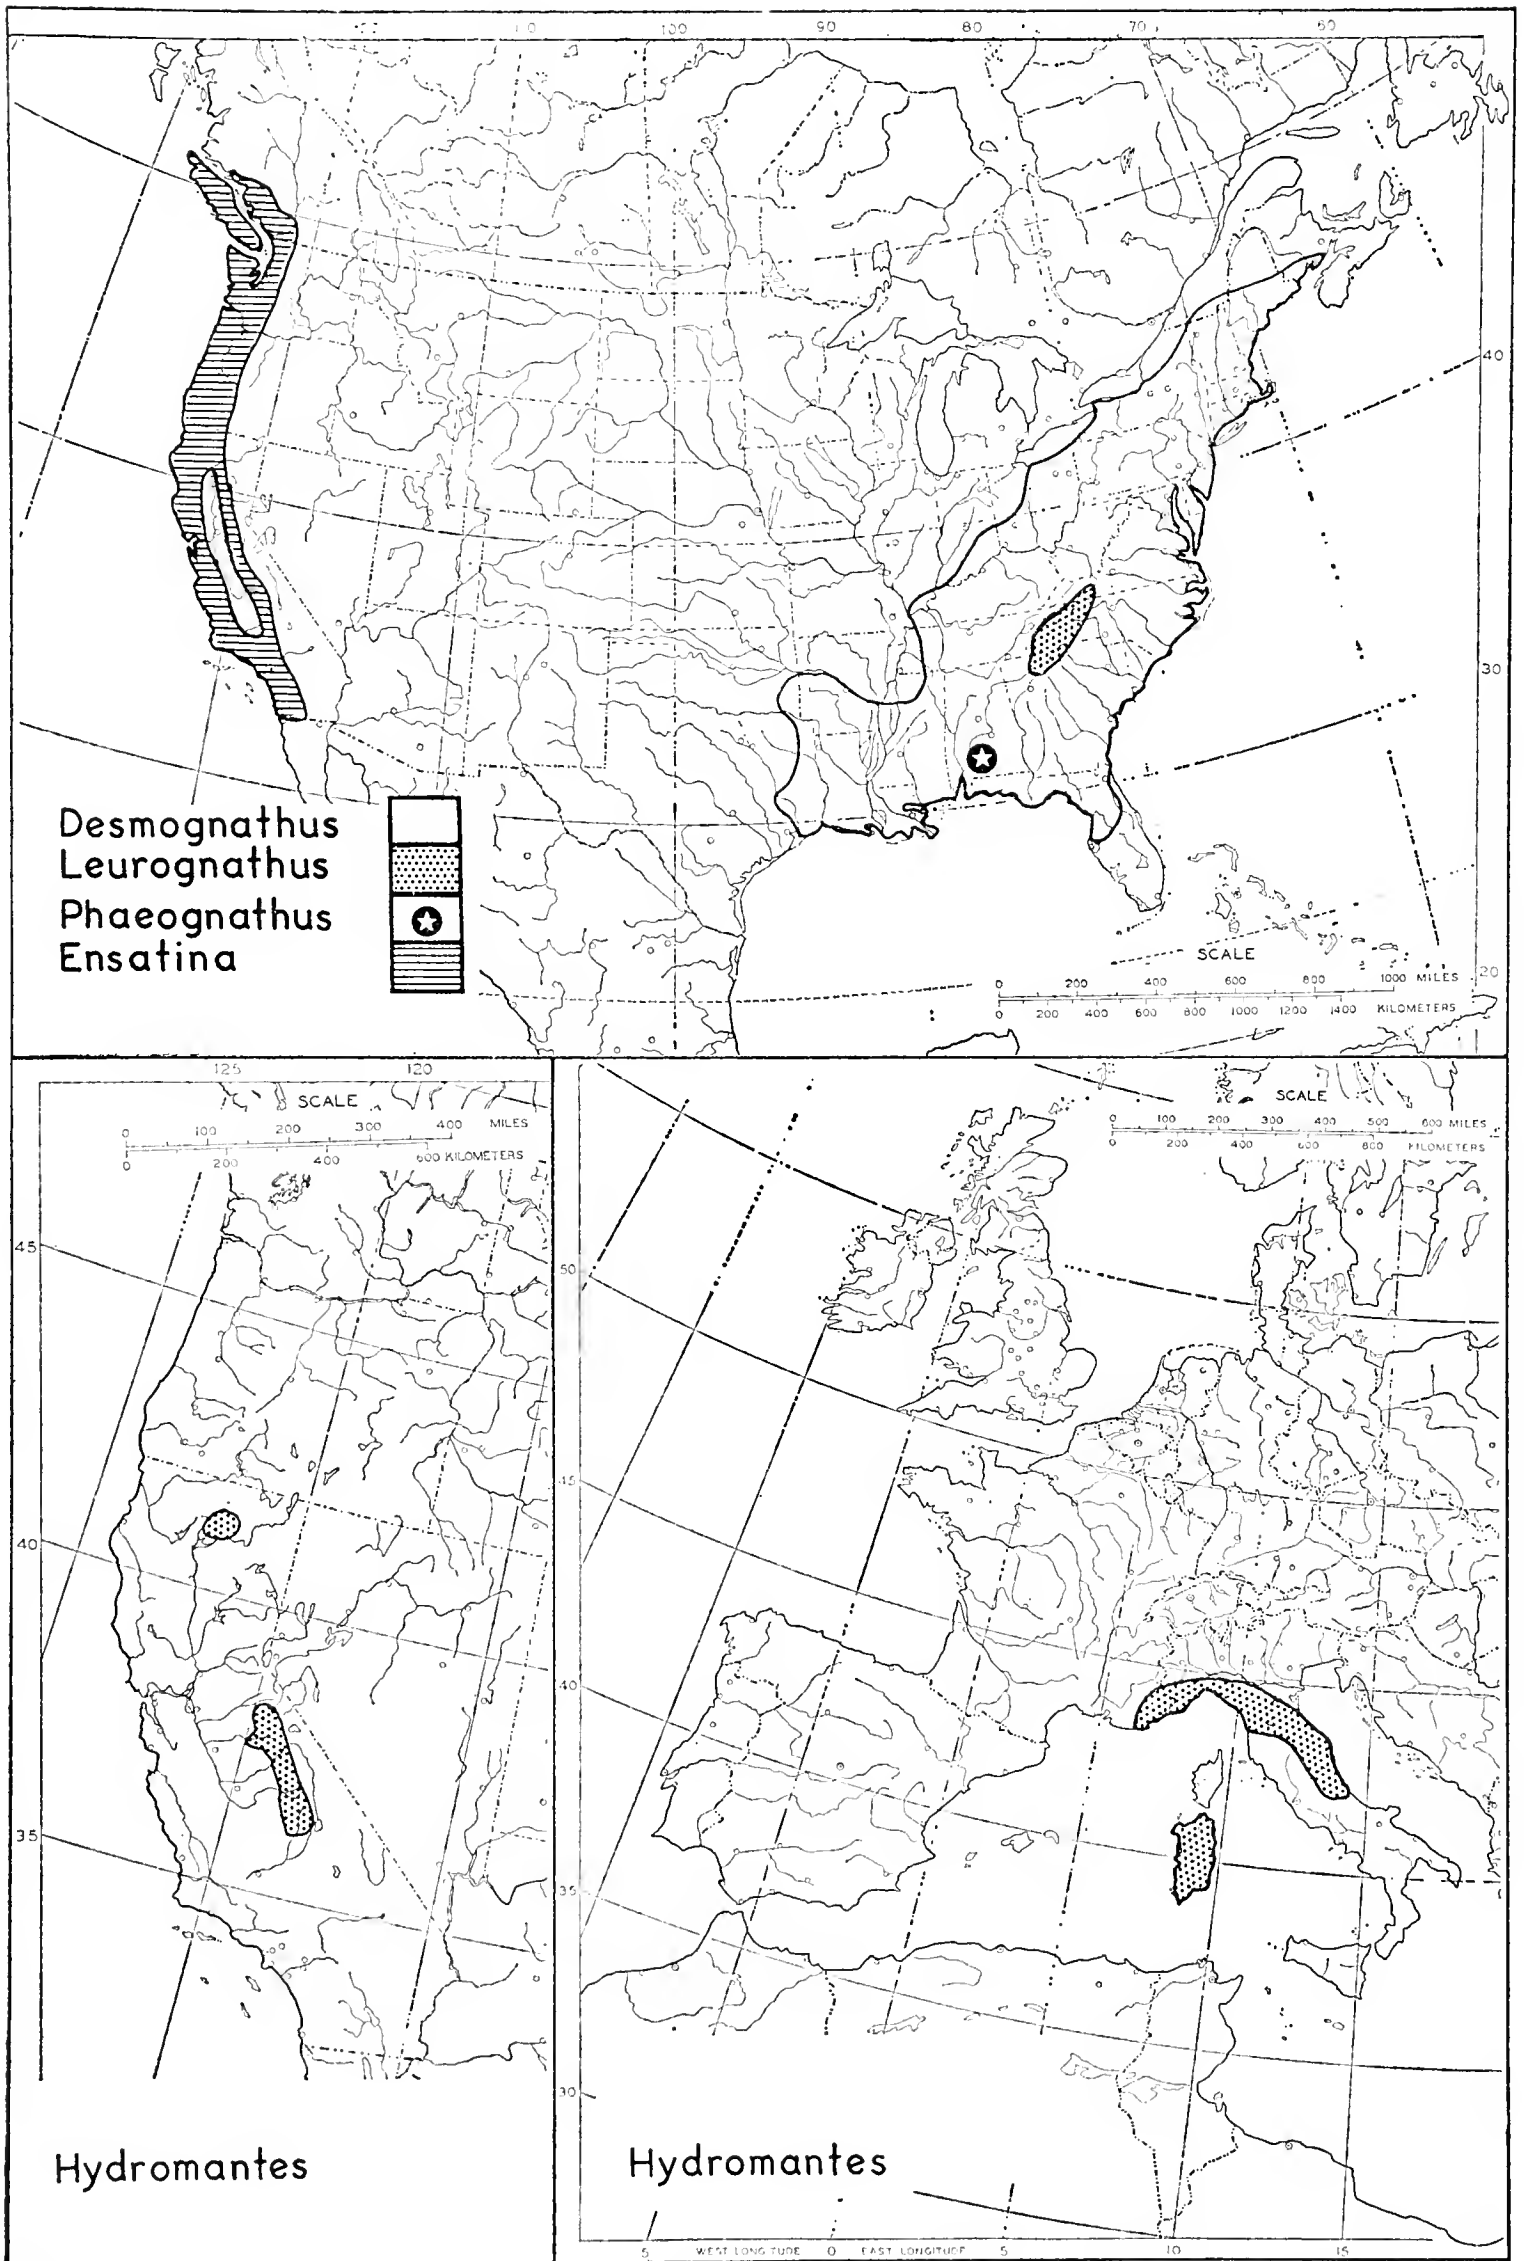 100 90 80 70
40
30
Desmognathus
Leurognathus
Phaeognathus
Ensatina
SCALE
0 200 400 600 800 1000 MILES
0 200 400 600 800 1000 1200 1400 KILOMETERS
20
125 120
SCALE
0 100 200 300 400 MILES
0 200 400 600 KILOMETERS
45
40
35
Hydromantes
SCALE
0 100 200 300 400 500 600 MILES
0 200 400 600 800 KILOMETERS
50
45
40
35
30
Hydromantes
5 WEST LONGITUDE 0 EAST LONGITUDE 5 10 15